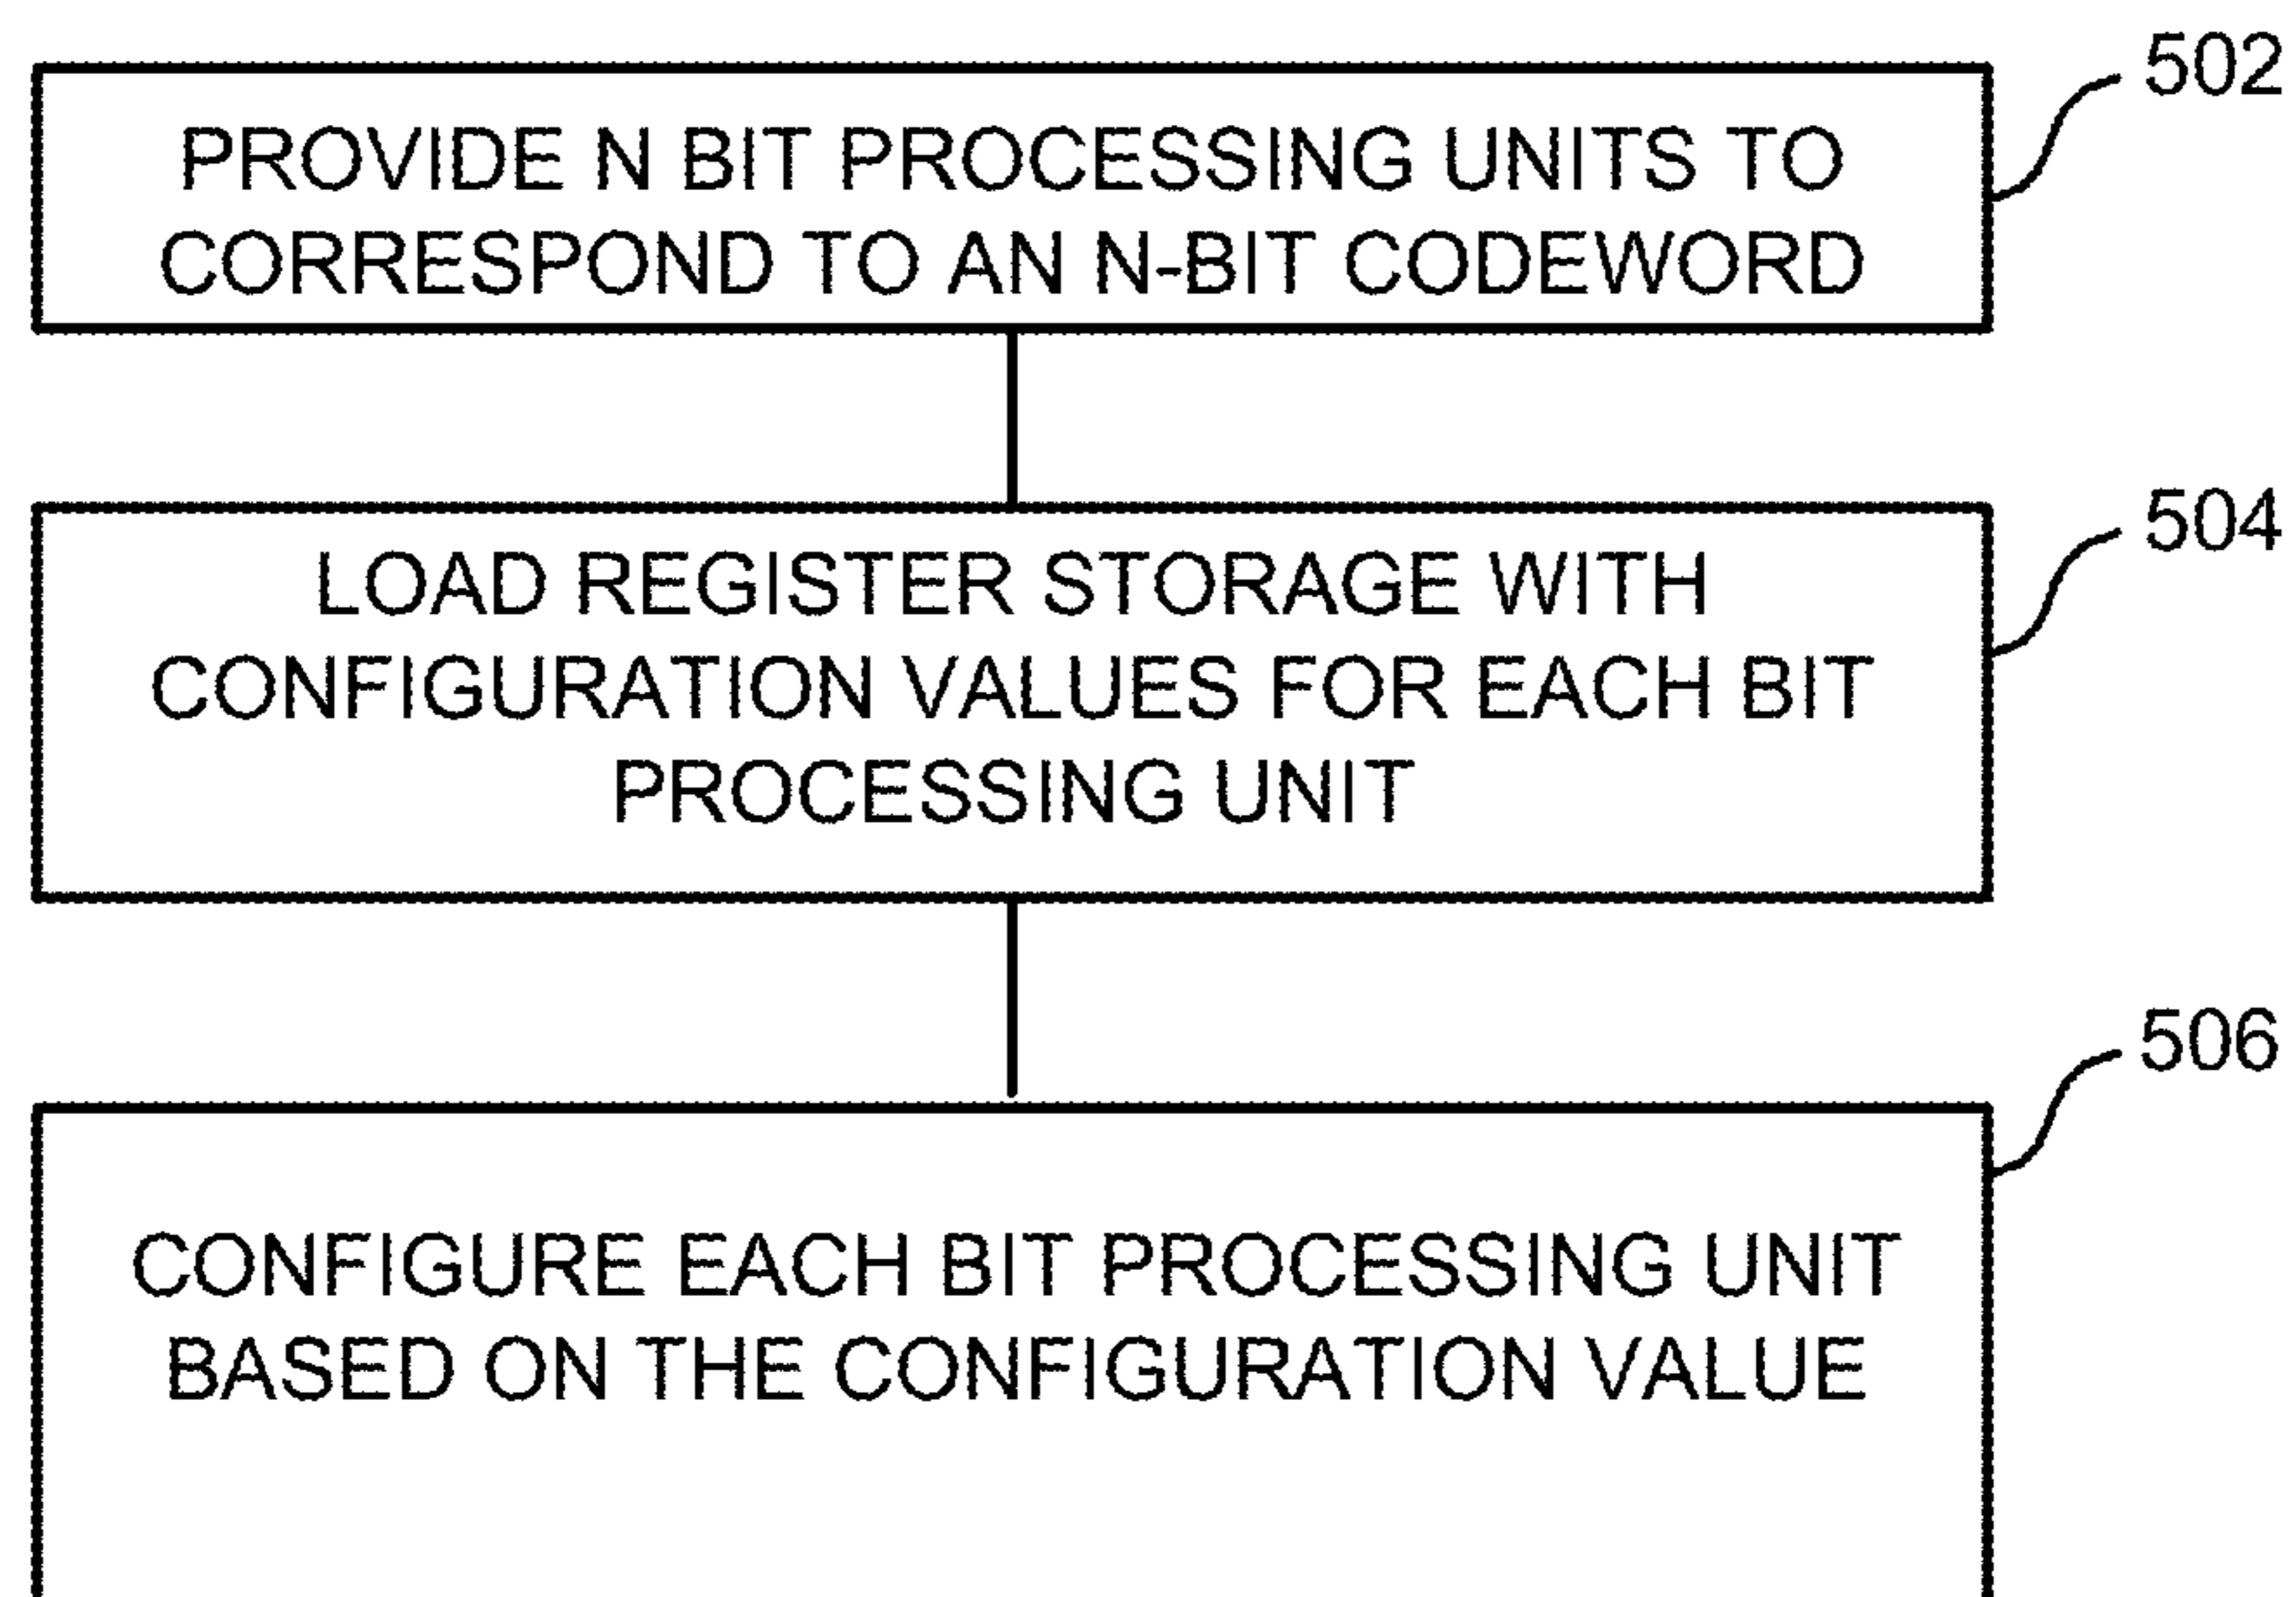 502
PROVIDE N BIT PROCESSING UNITS TO
CORRESPOND TO AN N-BIT CODEWORD
504
LOAD REGISTER STORAGE WITH
CONFIGURATION VALUES FOR EACH BIT
PROCESSING UNIT
506
CONFIGURE EACH BIT PROCESSING UNIT
BASED ON THE CONFIGURATION VALUE